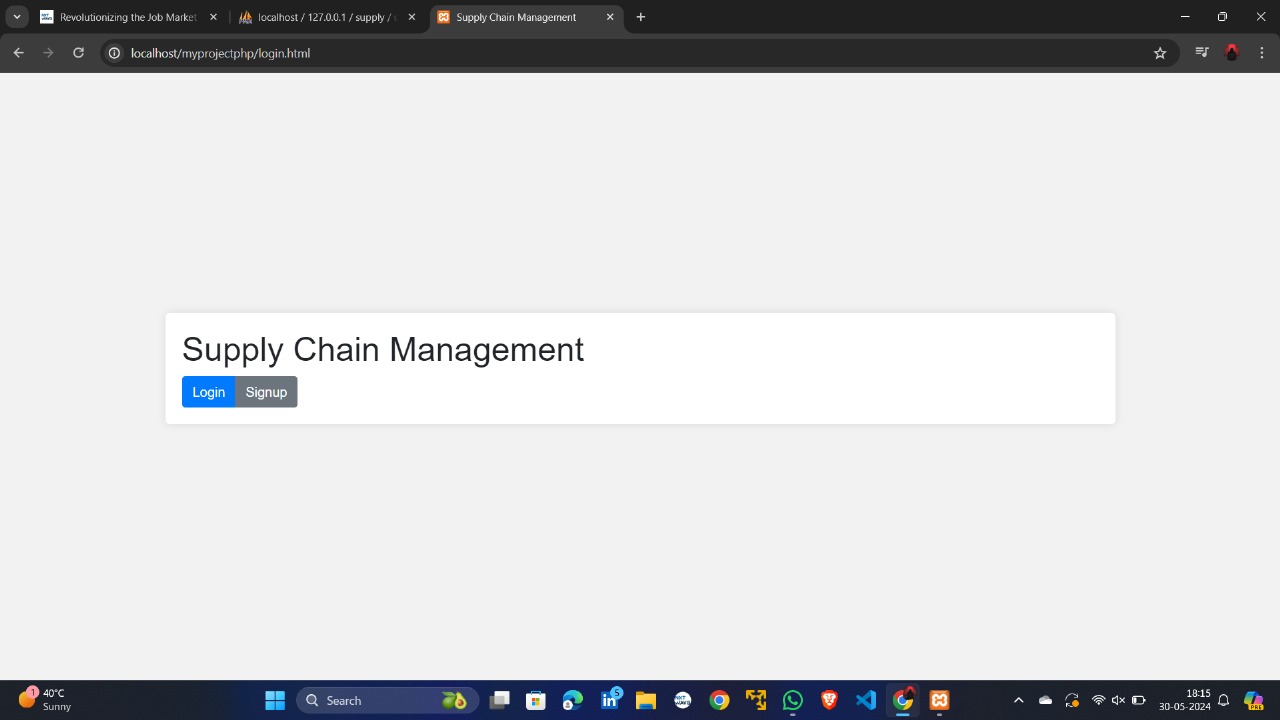 Revolutionizing the Job Market
localhost / 127.0.0.1 / supply /
Supply Chain Management
localhost/myprojectphp/login.html
Supply Chain Management
Login
Signup
1
40°C
Sunny
Search
5
18:15
30-05-2024
PRE